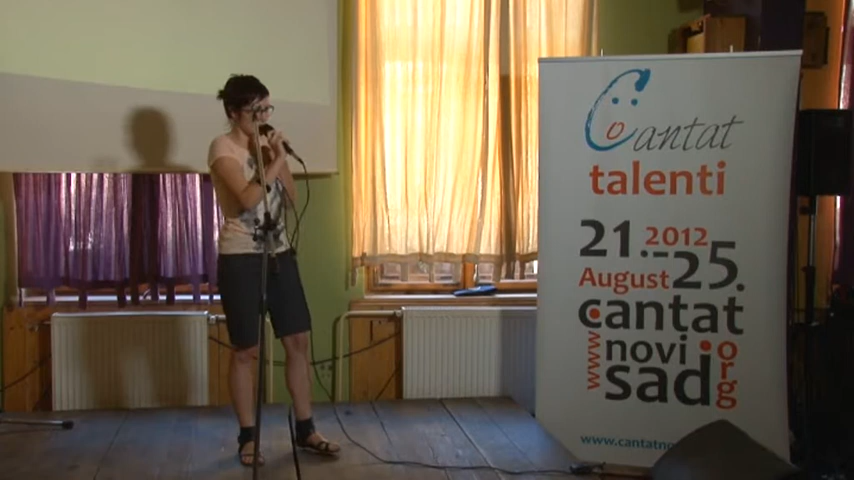 Cantat
talenti
21.--25.
2012
August
cantat
novi
sad
www.
.org
www.cantatno